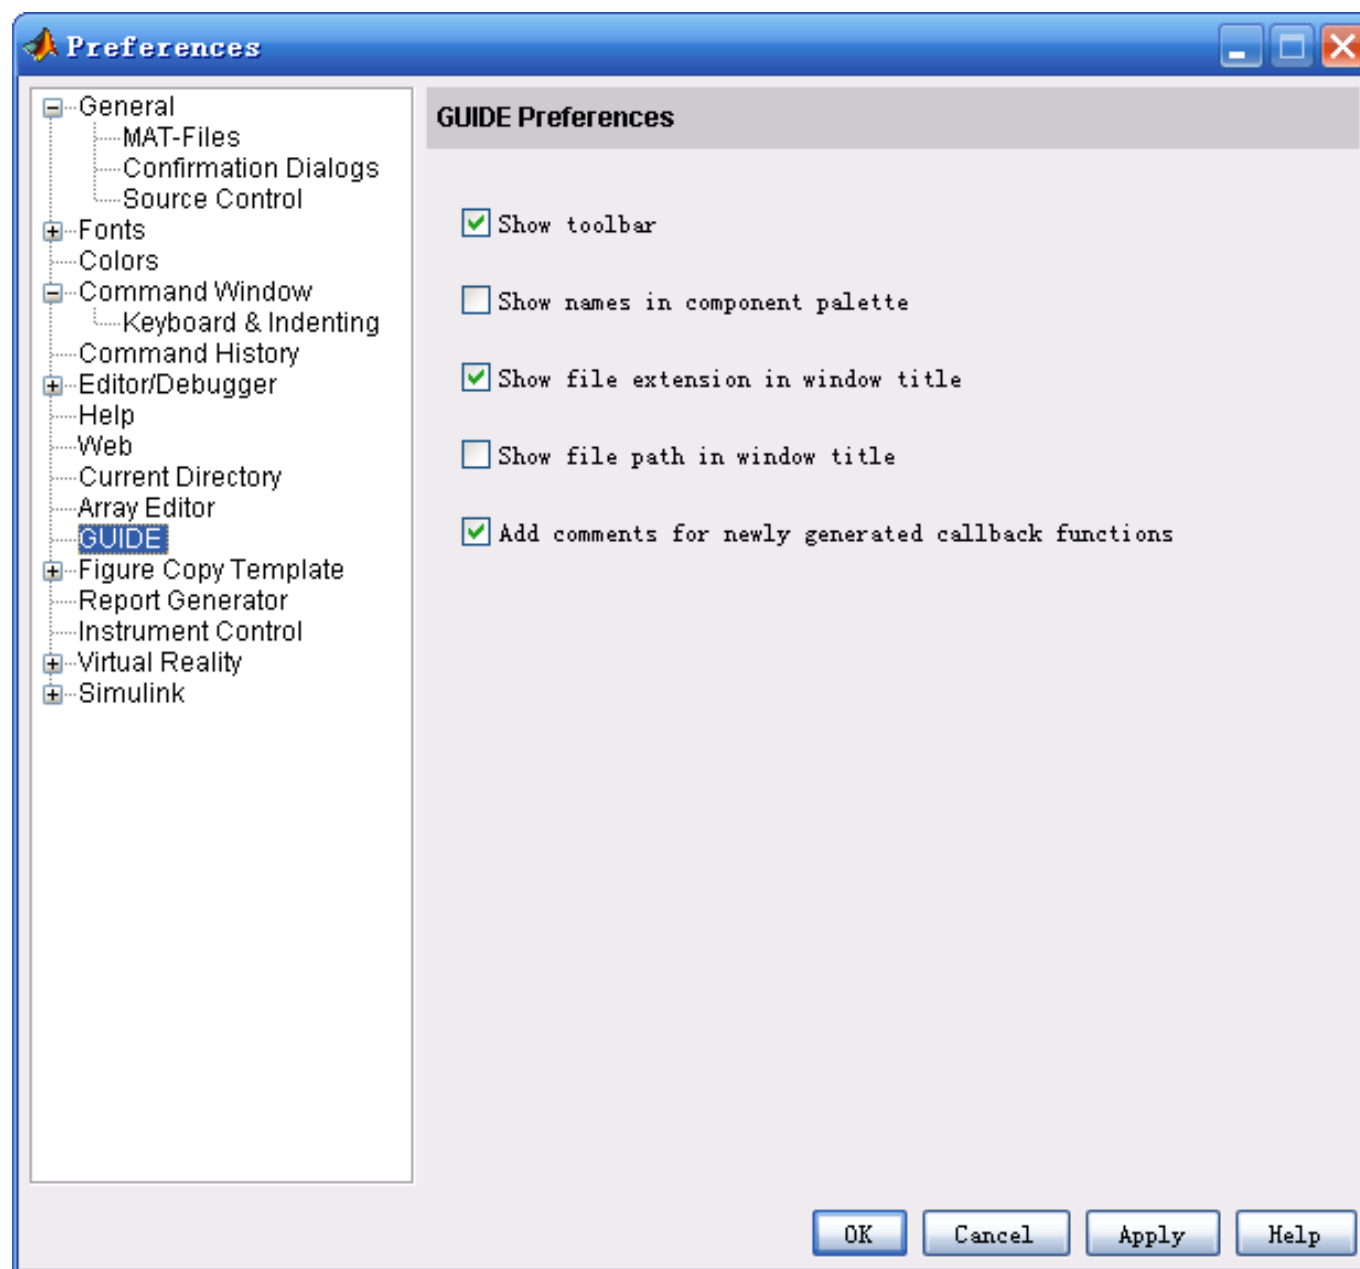 Preferences
General
MAT-Files
Confirmation Dialogs
Source Control
Fonts
Colors
Command Window
Keyboard & Indenting
Command History
Editor/Debugger
Help
Web
Current Directory
Array Editor
GUIDE
Figure Copy Template
Report Generator
Instrument Control
Virtual Reality
Simulink
GUIDE Preferences
Show toolbar
Show names in component palette
Show file extension in window title
Show file path in window title
Add comments for newly generated callback functions
OK Cancel Apply Help